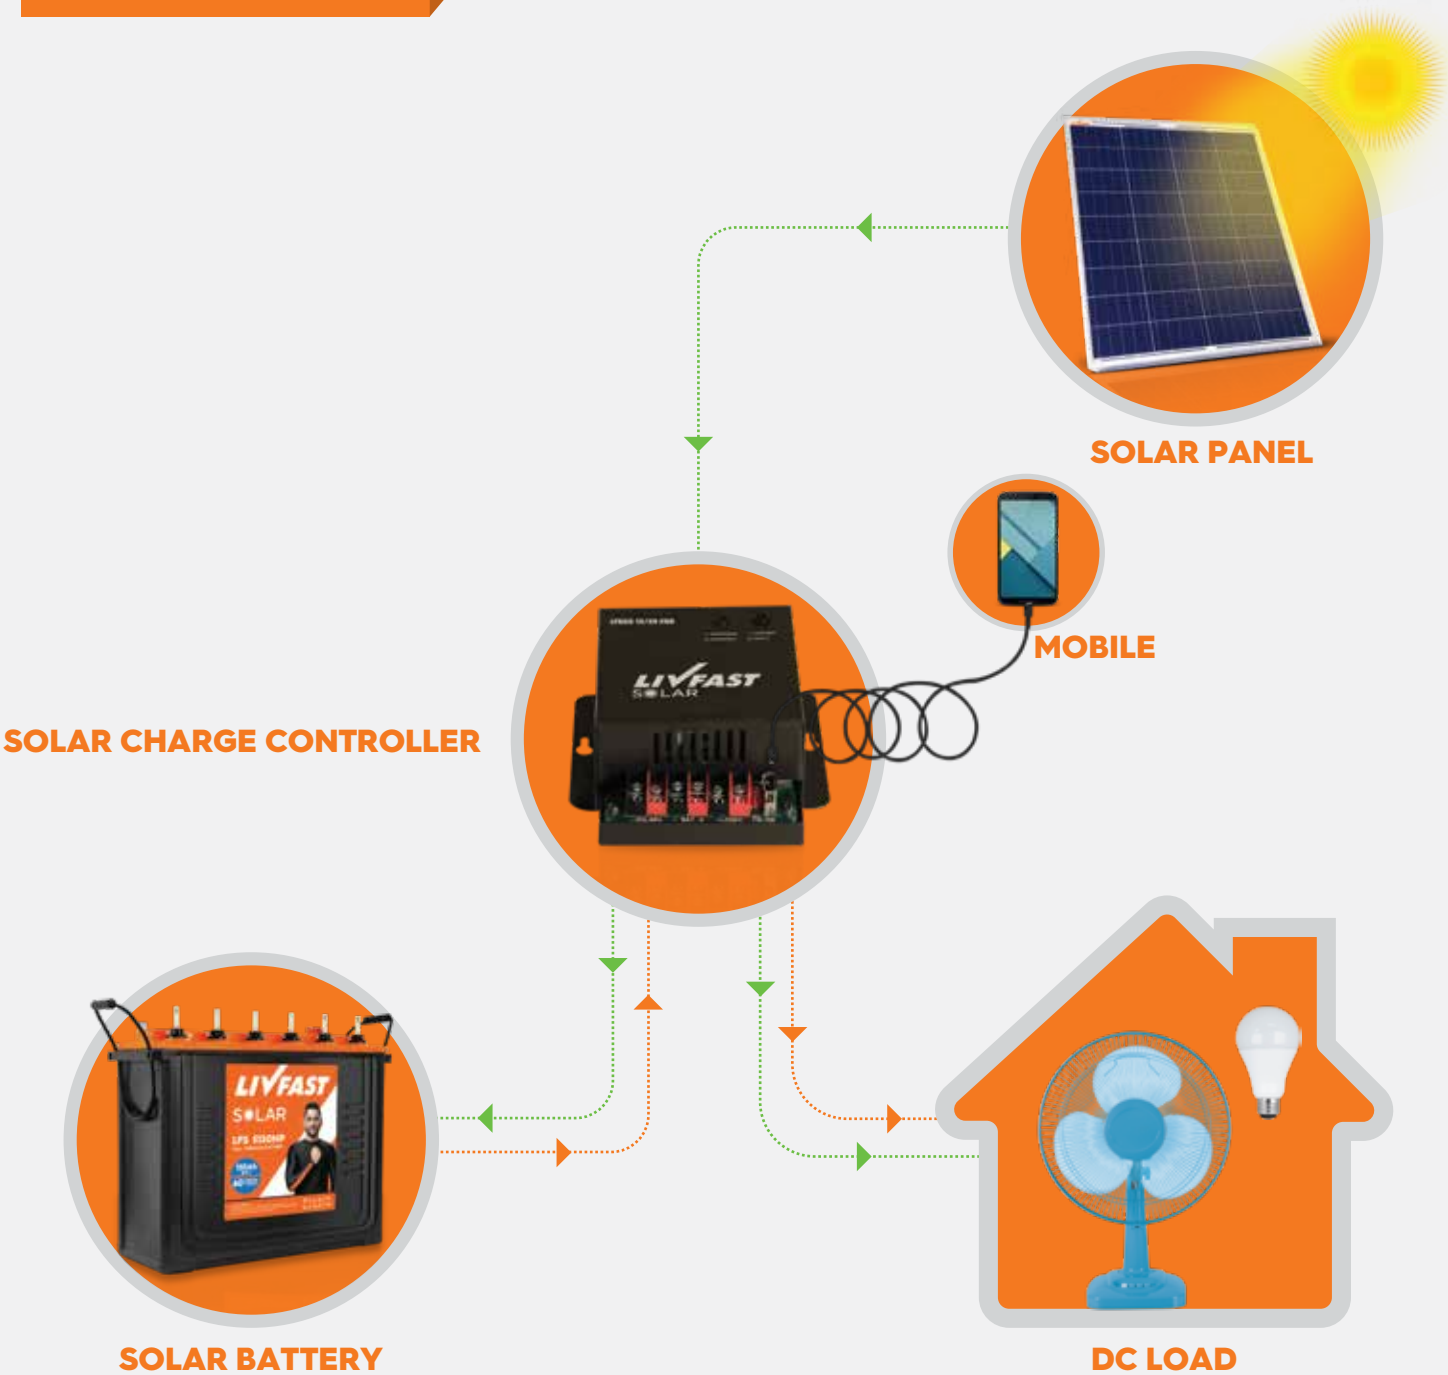 SOLAR PANEL
MOBILE
LIVFAST
SOLAR
SOLAR CHARGE CONTROLLER
LIVFAST
SOLAR
SOLAR BATTERY
DC LOAD